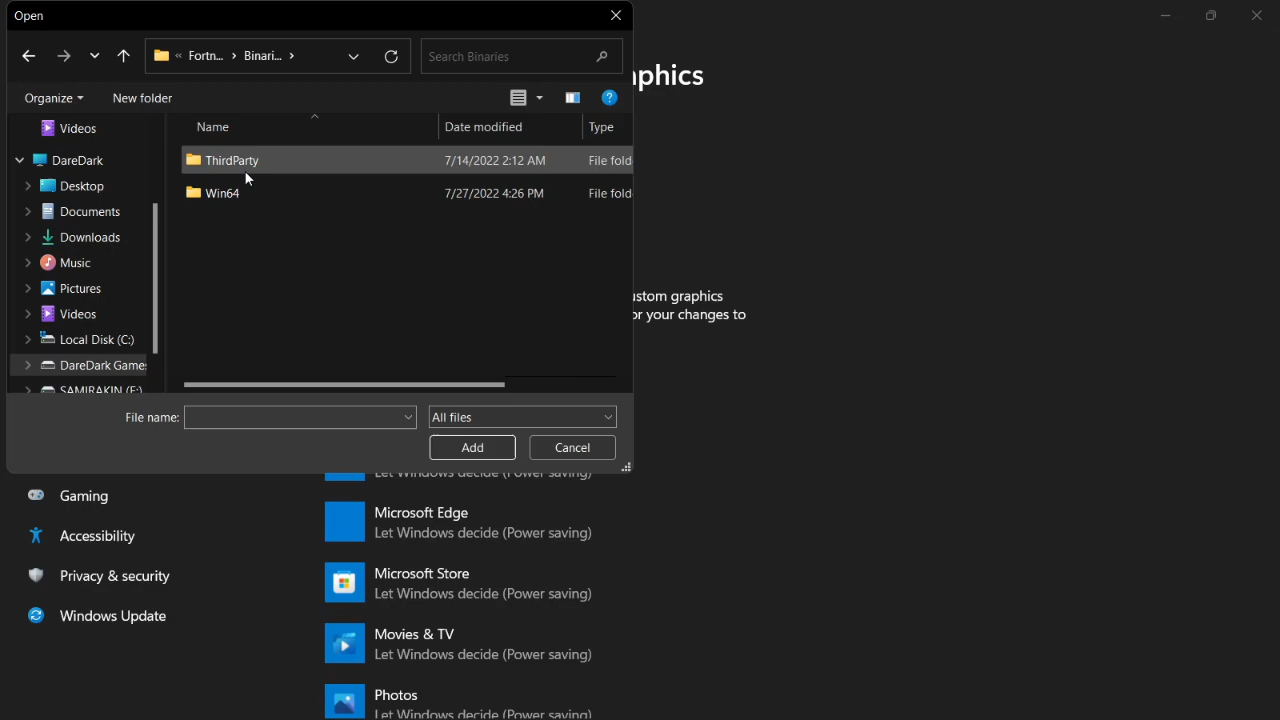 Open
« Fortn... > Binari... >
Search Binaries
phics
Organize
New folder
Name
Date modified
Type
Videos
DareDark
Desktop
Documents
Downloads
Music
Pictures
Videos
Local Disk (C:)
DareDark Game
SAMIRAKIN (E:)
ThirdParty 7/14/2022 2:12 AM File fold
Win64 7/27/2022 4:26 PM File fold
stom graphics
or your changes to
File name:
All files
Add
Cancel
Let Windows decide (Power saving)
Gaming
Accessibility
Privacy & security
Windows Update
Microsoft Edge
Let Windows decide (Power saving)
Microsoft Store
Let Windows decide (Power saving)
Movies & TV
Let Windows decide (Power saving)
Photos
Let Windows decide (Power saving)